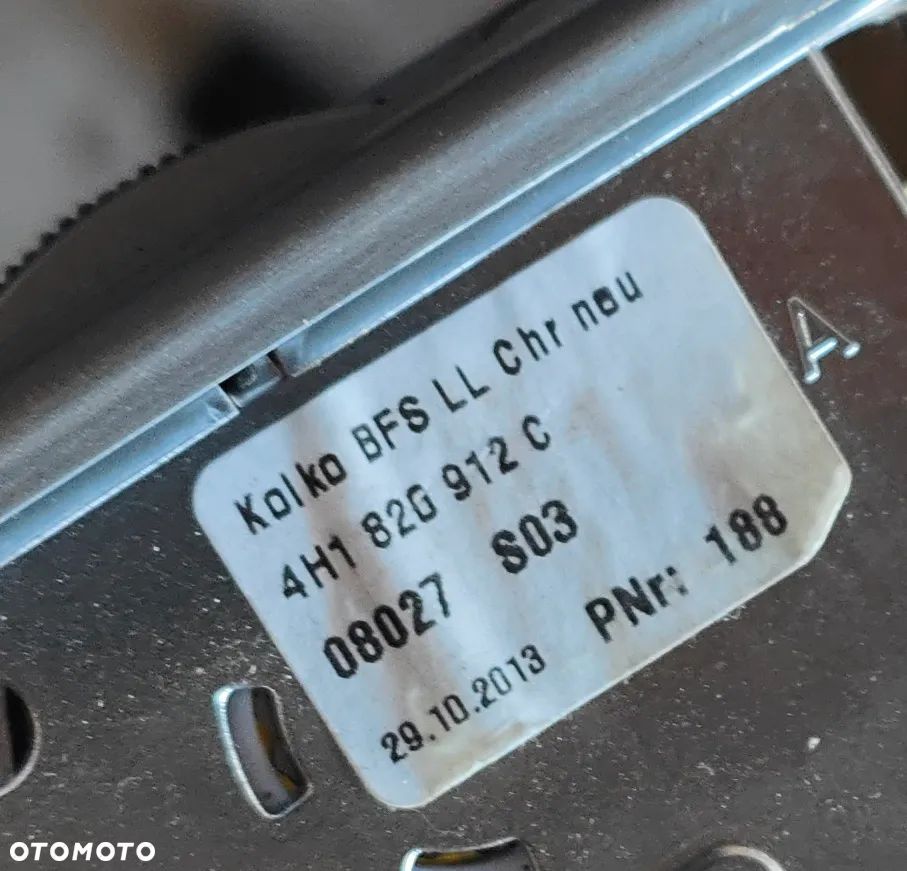 Kolko BFS LL Chr neu
4H1 820 912 C
08027 S03
29.10.2013 PNr: 188
A
OTOMOTO